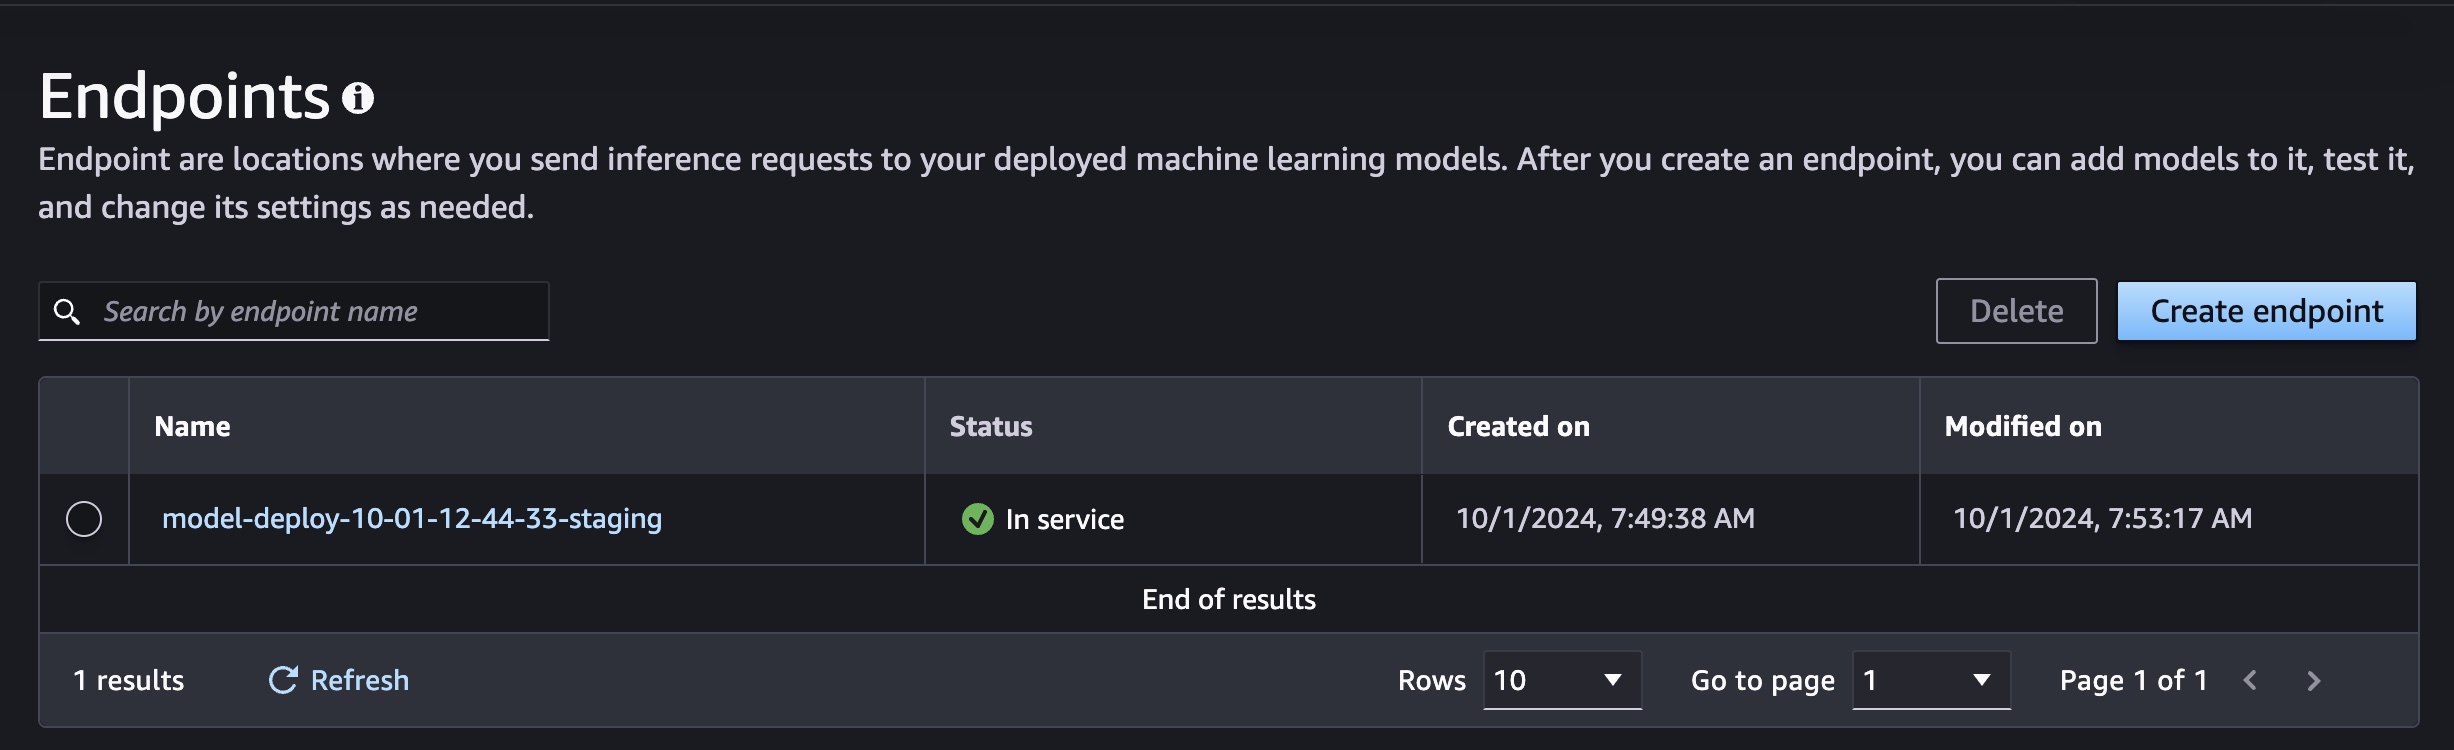 Endpoints
Endpoint are locations where you send inference requests to your deployed machine learning models. After you create an endpoint, you can add models to it, test it,
and change its settings as needed.
Search by endpoint name
Delete
Create endpoint
Name
Status
Created on
Modified on
model-deploy-10-01-12-44-33-staging
In service
10/1/2024, 7:49:38 AM
10/1/2024, 7:53:17 AM
End of results
1 results
Refresh
Rows
10
Go to page
1
Page 1 of 1